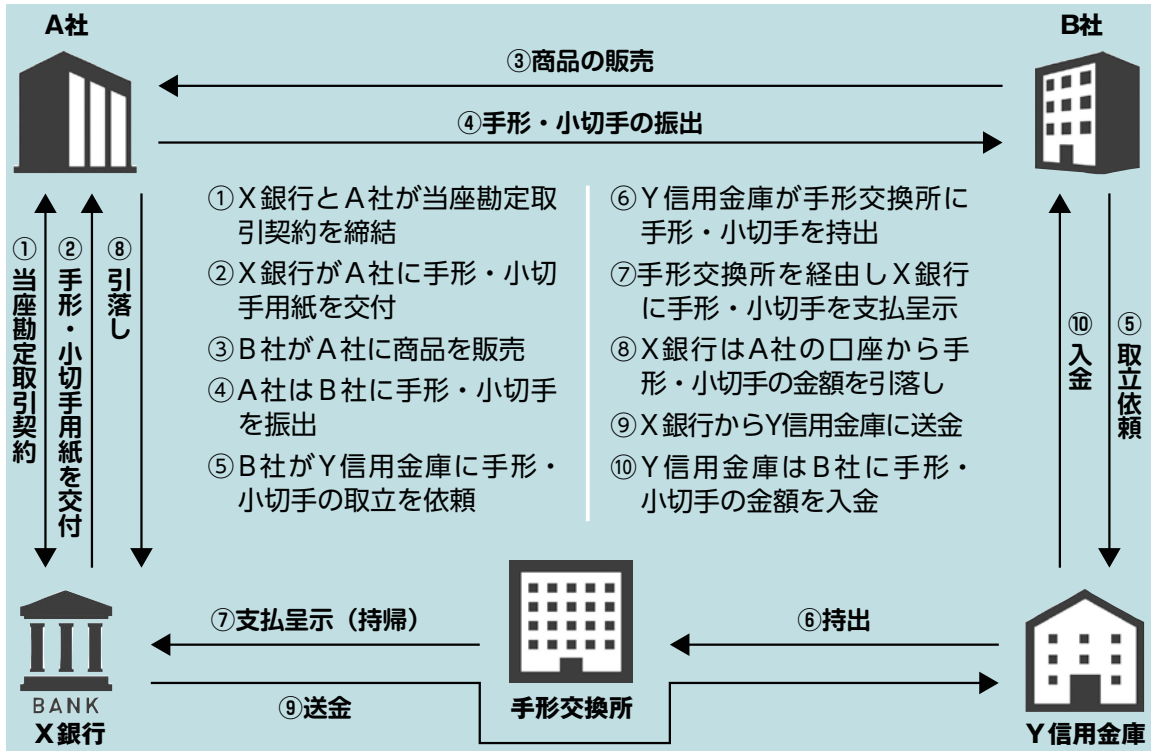 A社
B社
③商品の販売
④手形・小切手の振出
①当座勘定取引契約
②手形・小切手用紙を交付
⑧引落し
①X銀行とA社が当座勘定取
引契約を締結
②X銀行がA社に手形・小切
手用紙を交付
③B社がA社に商品を販売
④A社はB社に手形・小切手
を振出
⑤B社がY信用金庫に手形・
小切手の取立を依頼
⑥Y信用金庫が手形交換所に
手形・小切手を持出
⑦手形交換所を経由しX銀行
に手形・小切手を支払呈示
⑧X銀行はA社の口座から手
形・小切手の金額を引落し
⑨X銀行からY信用金庫に送金
⑩Y信用金庫はB社に手形・
小切手の金額を入金
⑩入金
⑤取立依頼
⑦支払呈示（持帰）
⑥持出
⑨送金
BANK
X銀行
手形交換所
Y信用金庫